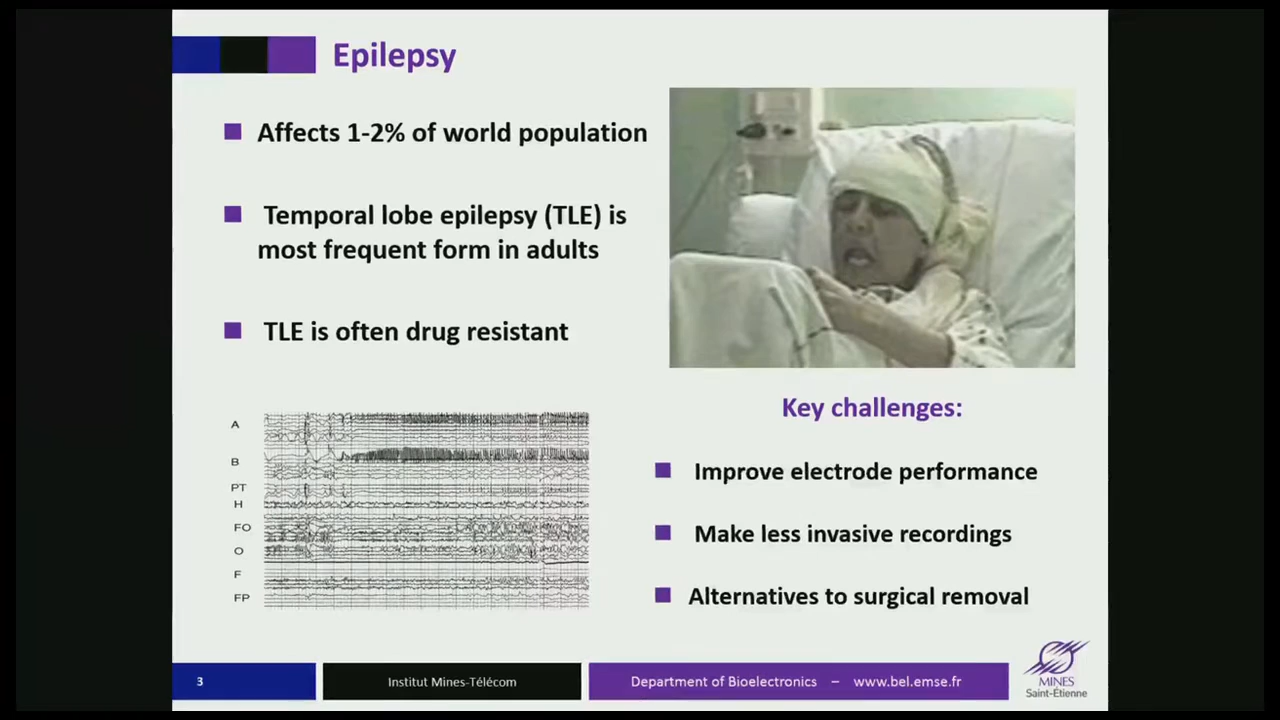 Epilepsy
Affects 1-2% of world population
Temporal lobe epilepsy (TLE) is
most frequent form in adults
TLE is often drug resistant
A
B
PT
H
FO
O
F
FP
Key challenges:
Improve electrode performance
Make less invasive recordings
Alternatives to surgical removal
3
Institut Mines-Télécom
Department of Bioelectronics – www.bel.emse.fr
MINES
Saint-Étienne